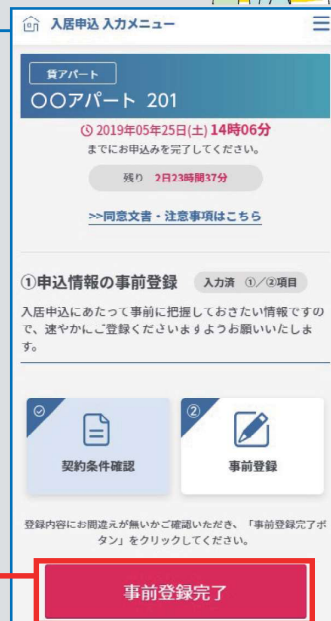 入居申込 入力メニュー
賃アパート
〇〇アパート 201
2019年05年25日(土) 14時06分
までにお申込みを完了してください。
残り 2日23時間37分
>>同意文書・注意事項はこちら
①申込情報の事前登録 入力済 ①/②項目
入居申込にあたって事前に把握しておきたい情報ですの
で、速やかにご登録くださいますようお願いいたしま
す。
契約条件確認
② 事前登録
登録内容にお間違えが無いかご確認いただき、「事前登録完了ボ
タン」をクリックしてください。
事前登録完了